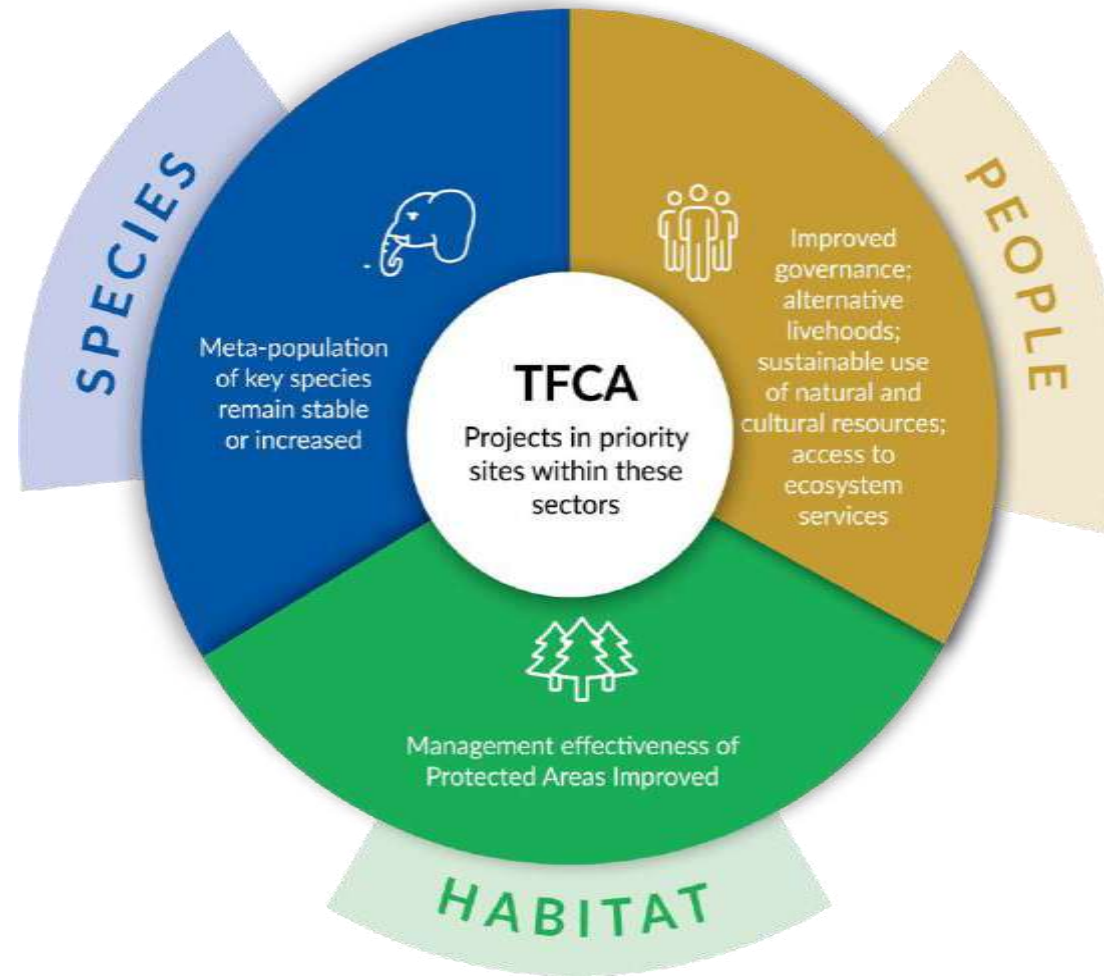 SPECIES
Meta-population
of key species
remain stable
or increased
PEOPLE
Improved
governance;
alternative
livehoods;
sustainable use
of natural and
cultural resources;
access to
ecosystem
services
TFCA
Projects in priority
sites within these
sectors
Management effectiveness of
Protected Areas Improved
HABITAT